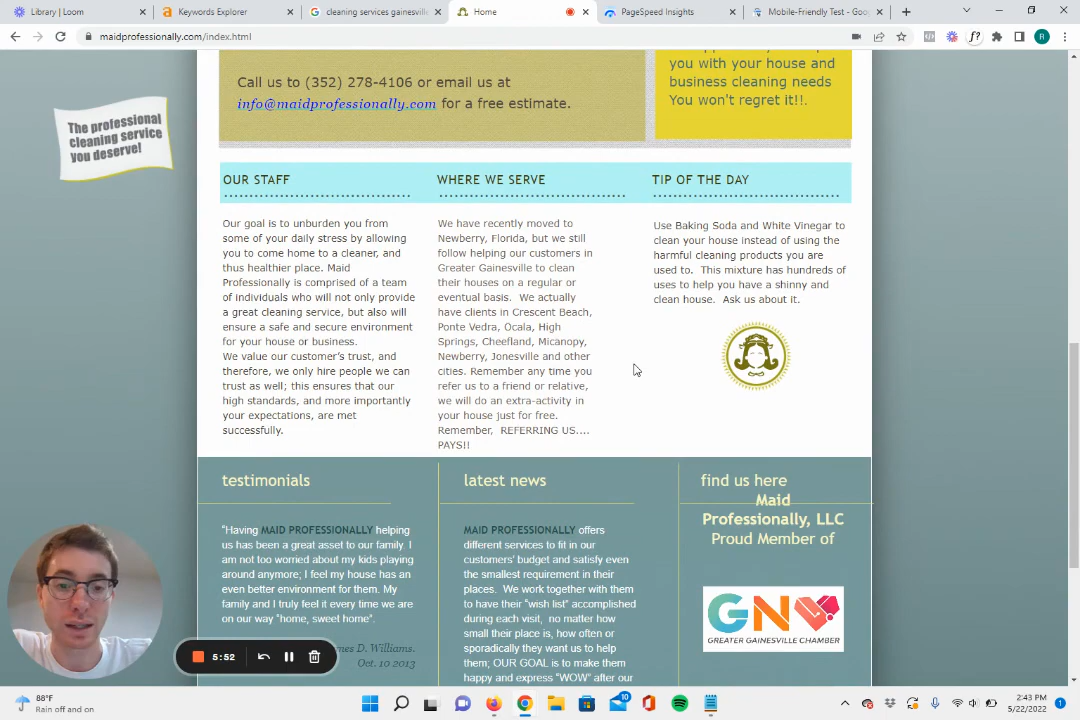 Library | Loom
Keywords Explorer
cleaning services gainesvill
Home
PageSpeed Insights
Mobile-Friendly Test - Goo
maidprofessionally.com/index.html
f?
R
The professional
cleaning service
you deserve!
Call us to (352) 278-4106 or email us at
info@maidprofessionally.com for a free estimate.
you with your house and
business cleaning needs
You won't regret it!!.
OUR STAFF
Our goal is to unburden you from
some of your daily stress by allowing
you to come home to a cleaner, and
thus healthier place. Maid
Professionally is comprised of a team
of individuals who will not only provide
a great cleaning service, but also will
ensure a safe and secure environment
for your house or business.
We value our customer's trust, and
therefore, we only hire people we can
trust as well; this ensures that our
high standards, and more importantly
your expectations, are met
successfully.
WHERE WE SERVE
We have recently moved to
Newberry, Florida, but we still
follow helping our customers in
Greater Gainesville to clean
their houses on a regular or
eventual basis. We actually
have clients in Crescent Beach,
Ponte Vedra, Ocala, High
Springs, Cheefland, Micanopy,
Newberry, Jonesville and other
cities. Remember any time you
refer us to a friend or relative,
we will do an extra-activity in
your house just for free.
Remember, REFERRING US....
PAYS!!
TIP OF THE DAY
Use Baking Soda and White Vinegar to
clean your house instead of using the
harmful cleaning products you are
used to. This mixture has hundreds of
uses to help you have a shinny and
clean house. Ask us about it.
testimonials
"Having MAID PROFESSIONALLY helping
us has been a great asset to our family. I
am not too worried about my kids playing
around anymore; I feel my house has an
even better environment for them. My
family and I truly feel it every time we are
on our way "home, sweet home".
mes D. Williams.
Oct. 10 2013
latest news
MAID PROFESSIONALLY offers
different services to fit in our
customers' budget and satisfy even
the smallest requirement in their
places. We work together with them
to have their "wish list" accomplished
during each visit, no matter how
small their place is, how often or
sporadically they want us to help
them; OUR GOAL is to make them
happy and express "WOW" after our
find us here
Maid
Professionally, LLC
Proud Member of
GN
GREATER GAINESVILLE CHAMBER
5:52
88°F
Rain off and on
10
2:43 PM
5/22/2022